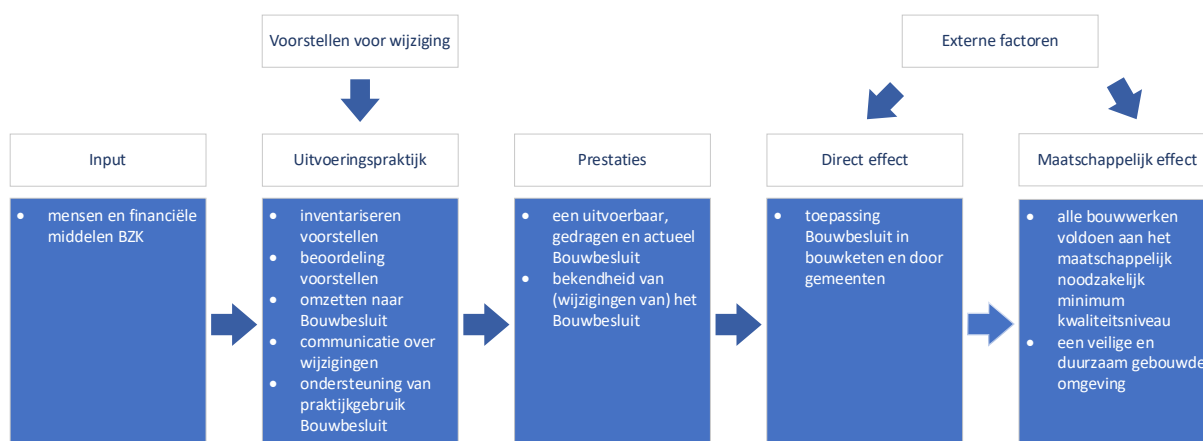 Voorstellen voor wijziging
Externe factoren
Input
Uitvoeringspraktijk
Prestaties
Direct effect
Maatschappelijk effect
• mensen en financiële
middelen BZK
• inventariseren
voorstellen
• beoordeling
voorstellen
• omzetten naar
Bouwbesluit
• communicatie over
wijzigingen
• ondersteuning van
praktijkgebruik
Bouwbesluit
• een uitvoerbaar,
gedragen en actueel
Bouwbesluit
• bekendheid van
(wijzigingen van) het
Bouwbesluit
• toepassing
Bouwbesluit in
bouwketen en door
gemeenten
• alle bouwwerken
voldoen aan het
maatschappelijk
noodzakelijk
minimum
kwaliteitsniveau
• een veilige en
duurzaam gebouwde
omgeving